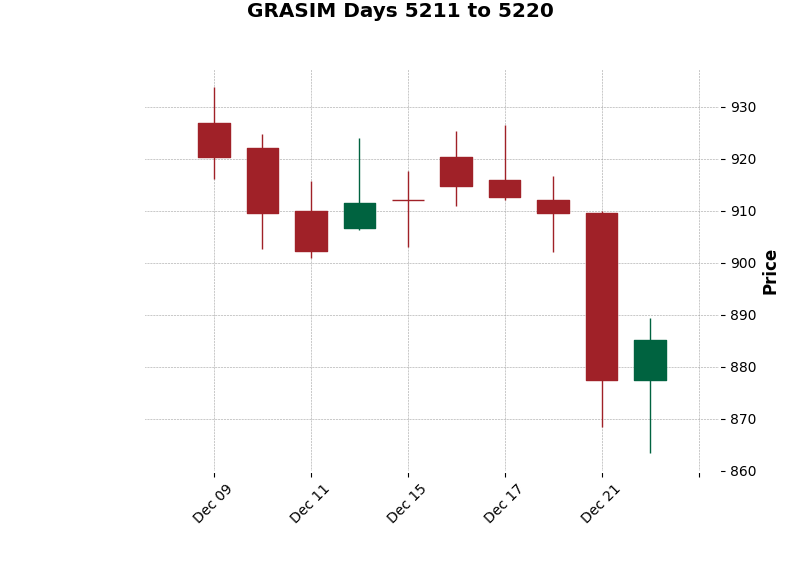 GRASIM Days 5211 to 5220
930
920
910
900
890
880
870
860
Price
Dec 09
Dec 11
Dec 15
Dec 17
Dec 21